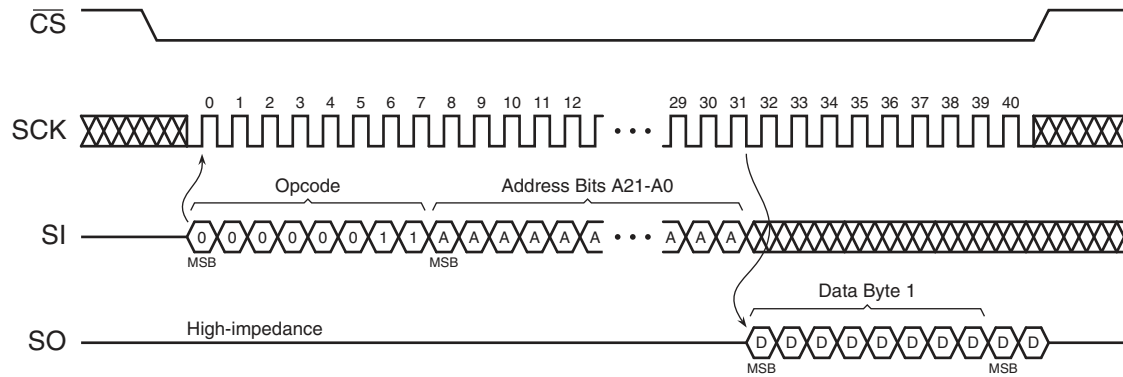 CS
0 1 2 3 4 5 6 7 8 9 10 11 12 29 30 31 32 33 34 35 36 37 38 39 40
SCK
Opcode Address Bits A21-A0
SI 0 0 0 0 0 0 1 1 A A A A A A A A A
MSB MSB
Data Byte 1
High-impedance
SO D D D D D D D D D D
MSB MSB